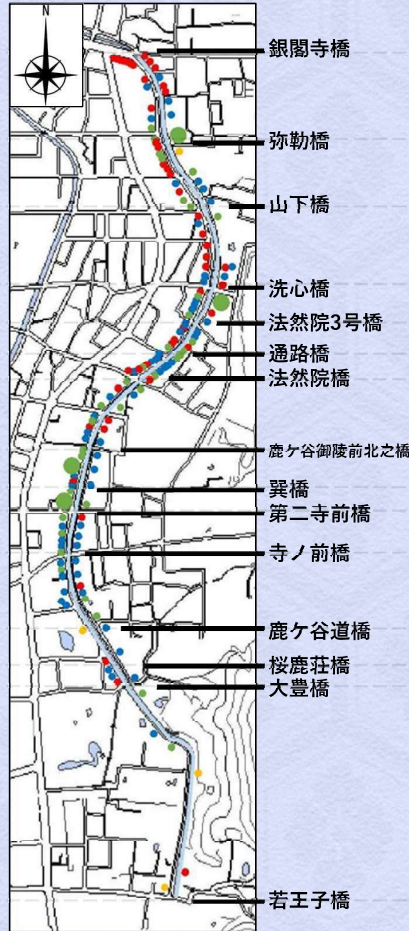 N
銀閣寺橋
弥勒橋
山下橋
洗心橋
法然院3号橋
通路橋
法然院橋
鹿ケ谷御陵前北之橋
巽橋
第二寺前橋
寺ノ前橋
鹿ケ谷道橋
桜鹿荘橋
大豊橋
若王子橋